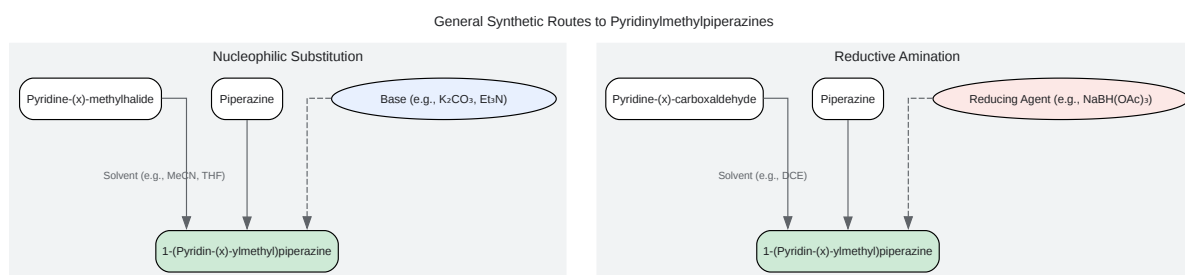 General Synthetic Routes to Pyridinylmethylpiperazines
Nucleophilic Substitution
Pyridine-(x)-methylhalide
Piperazine
Base (e.g., K₂CO₃, Et₃N)
Solvent (e.g., MeCN, THF)
1-(Pyridin-(x)-ylmethyl)piperazine
Reductive Amination
Pyridine-(x)-carboxaldehyde
Piperazine
Reducing Agent (e.g., NaBH(OAc)₃)
Solvent (e.g., DCE)
1-(Pyridin-(x)-ylmethyl)piperazine